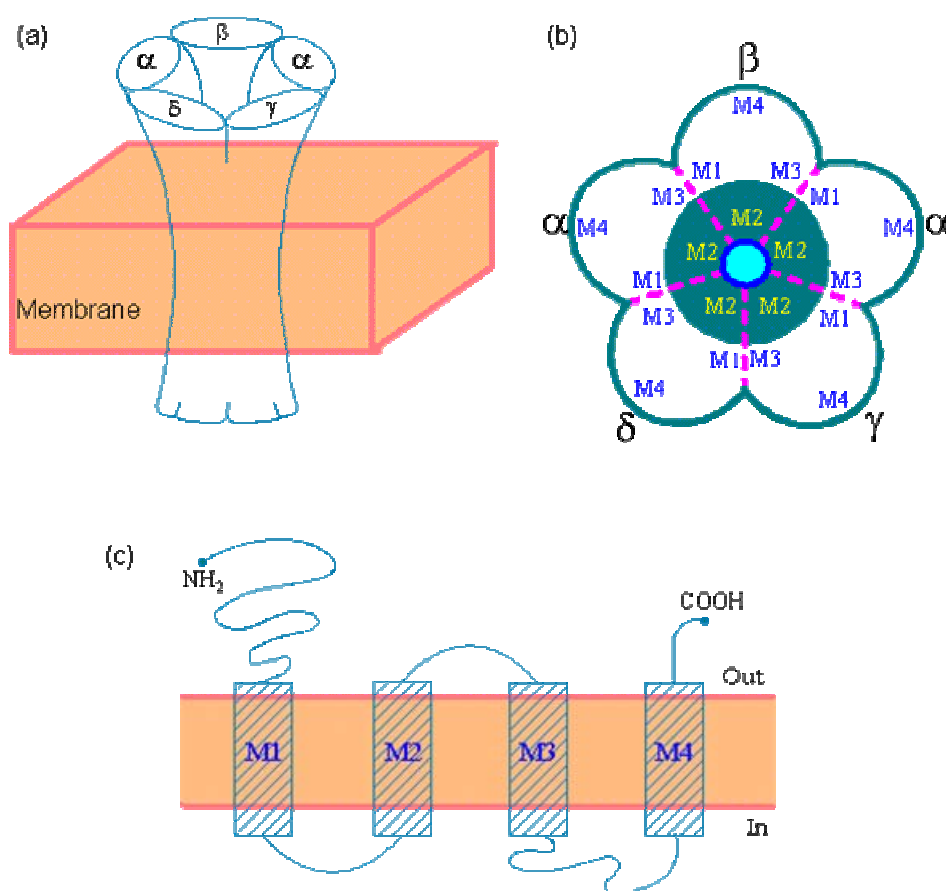 (a)
β
α α
δ γ
Membrane
(b)
β
M4
M1 M3
M3 M1
M2
α M4 M2 M2 M4 α
M1 M3
M3 M2 M2 M1
M1 M3
M4 M4
δ γ
(c)
NH2
COOH
Out
M1 M2 M3 M4
In